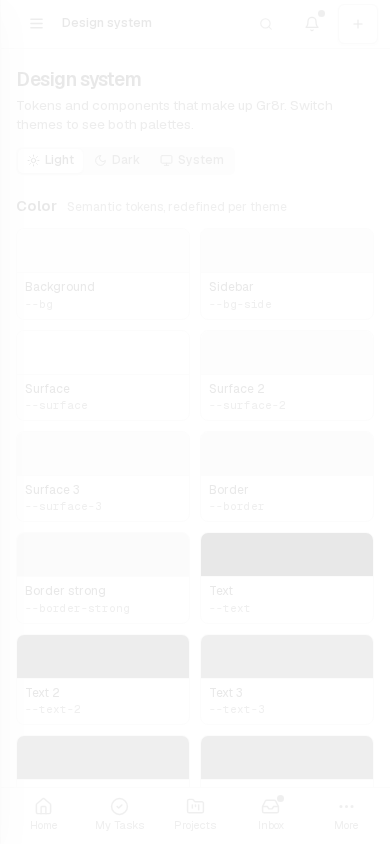 Design system
Design system
Tokens and components that make up Gr8r. Switch
themes to see both palettes.
Light Dark System
Color Semantic tokens, redefined per theme
Background Sidebar
--bg --bg-side
Surface Surface 2
--surface --surface-2
Surface 3 Border
--surface-3 --border
Border strong Text
--border-strong --text
Text 2 Text 3
--text-2 --text-3
Home My Tasks Projects Inbox More